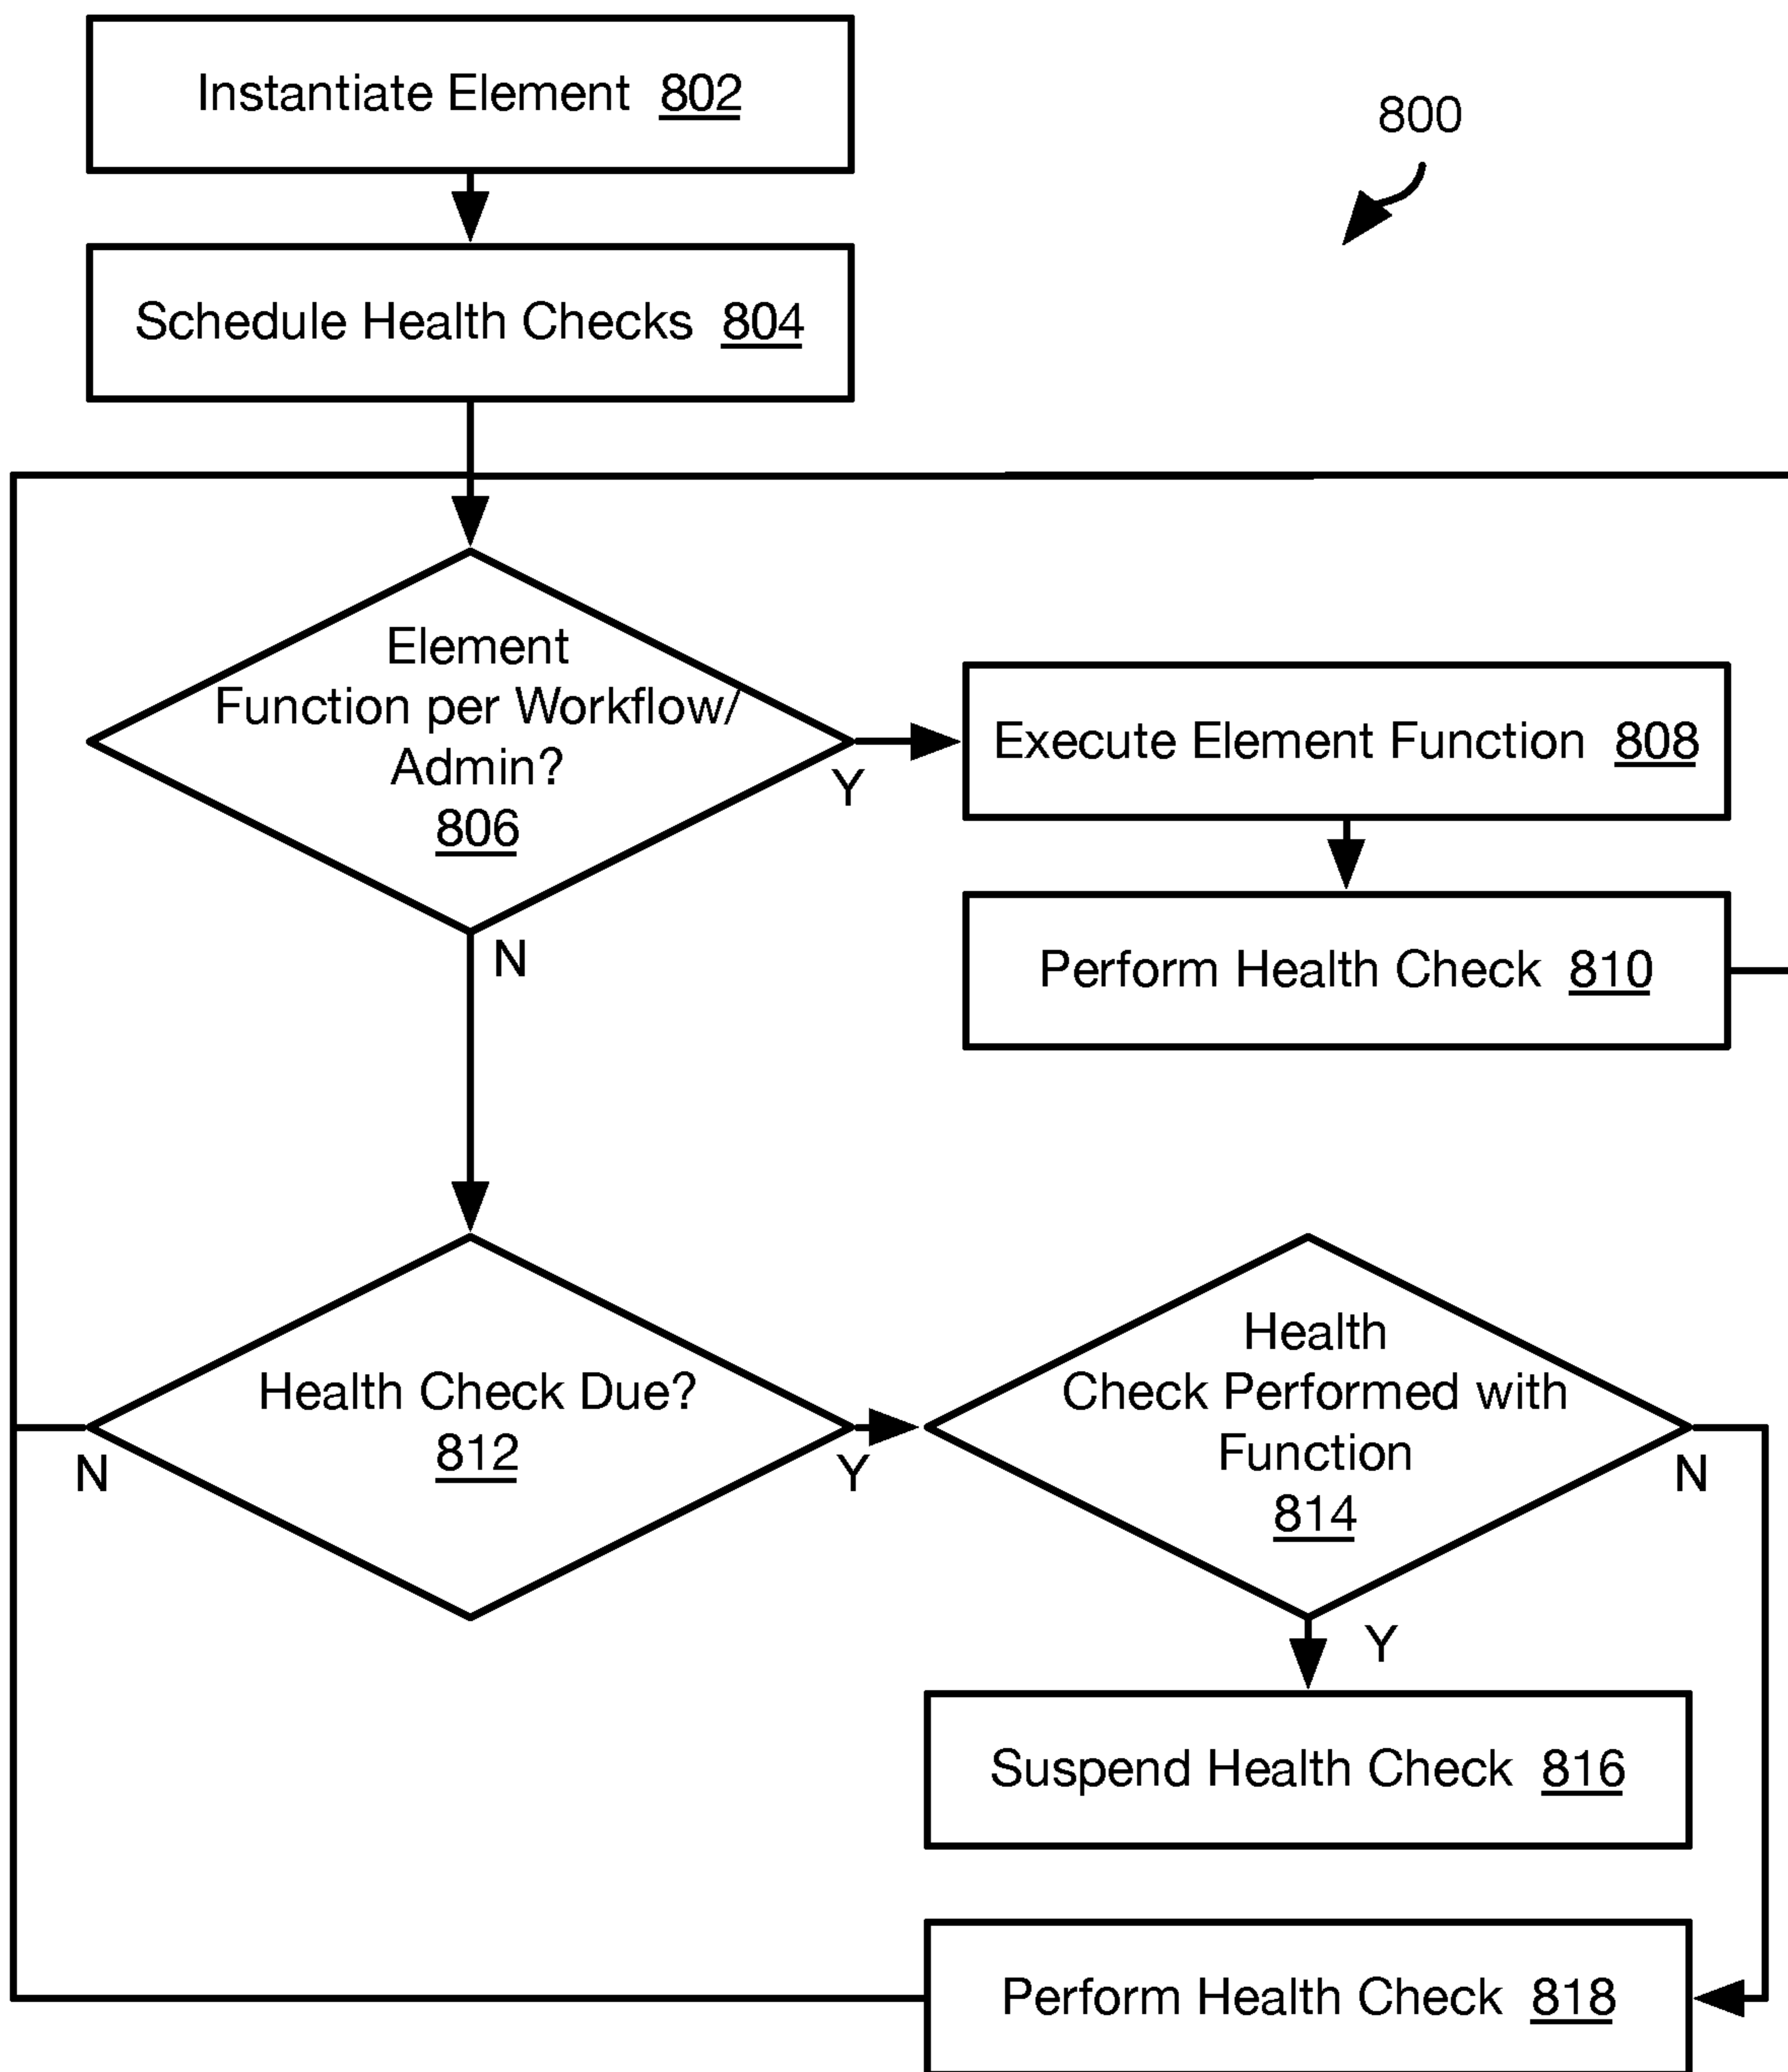 Instantiate Element 802
800
Schedule Health Checks 804
Element
Function per Workflow/
Admin?
806
Y
N
Execute Element Function 808
Perform Health Check 810
Health Check Due?
812
N
Y
Health
Check Performed with
Function
814
N
Y
Suspend Health Check 816
Perform Health Check 818